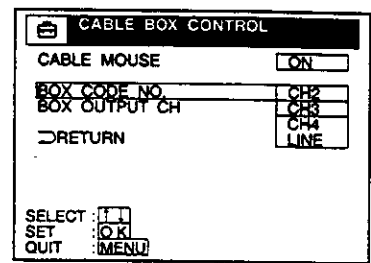 CABLE BOX CONTROL
CABLE MOUSE ON
BOX CODE NO. CH2
BOX OUTPUT CH CH3
CH4
⊃RETURN LINE
SELECT : ↑↓
SET : OK
QUIT : MENU